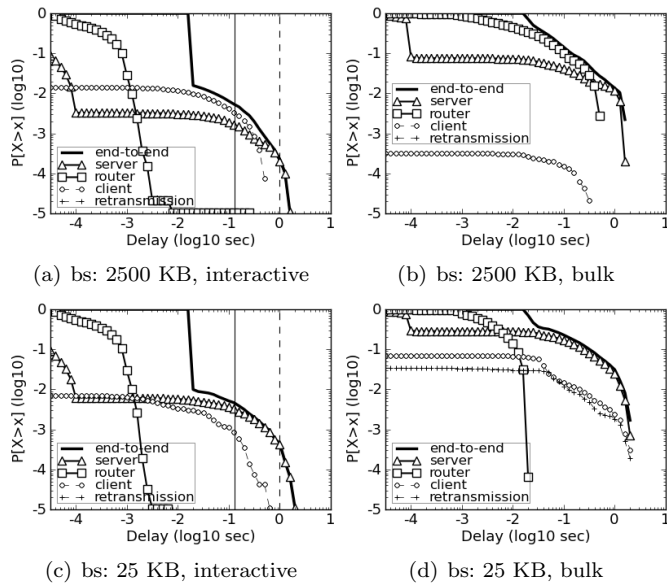 P[X>x] (log10)
0
-1
-2
-3
-4
-5
end-to-end
server
router
client
retransmission
-4 -3 -2 -1 0 1
Delay (log10 sec)
(a) bs: 2500 KB, interactive
P[X>x] (log10)
0
-1
-2
-3
-4
-5
end-to-end
server
router
client
retransmission
-4 -3 -2 -1 0 1
Delay (log10 sec)
(b) bs: 2500 KB, bulk
P[X>x] (log10)
0
-1
-2
-3
-4
-5
end-to-end
server
router
client
retransmission
-4 -3 -2 -1 0 1
Delay (log10 sec)
(c) bs: 25 KB, interactive
P[X>x] (log10)
0
-1
-2
-3
-4
-5
end-to-end
server
router
client
retransmission
-4 -3 -2 -1 0 1
Delay (log10 sec)
(d) bs: 25 KB, bulk